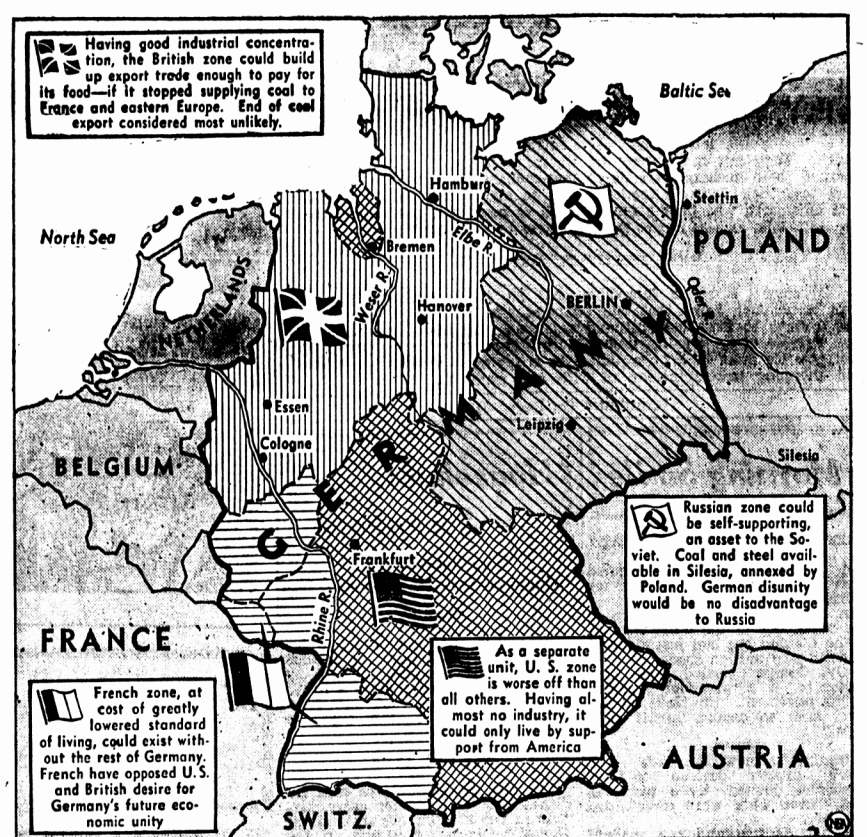 Having good industrial concentra-
tion, the British zone could build
up export trade enough to pay for
its food—if it stopped supplying coal to
France and eastern Europe. End of coal
export considered most unlikely.
Baltic Sea
North Sea
Hamburg
Elbe R.
Stettin
POLAND
Bremen
Weser R.
NETHERLANDS
Hanover
BERLIN
Oder R.
GERMANY
Essen
Leipzig
Cologne
BELGIUM
Silesia
Frankfurt
Rhine R.
Russian zone could
be self-supporting,
an asset to the So-
viet. Coal and steel avail-
able in Silesia, annexed by
Poland. German disunity
would be no disadvantage
to Russia
FRANCE
As a separate
unit, U. S. zone
is worse off than
all others. Having al-
most no industry, it
could only live by sup-
port from America
French zone, at
cost of greatly
lowered standard
of living, could exist with-
out the rest of Germany.
French have opposed U.S.
and British desire for
Germany's future eco-
nomic unity
AUSTRIA
SWITZ.